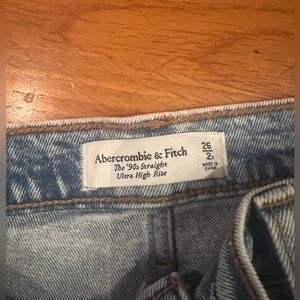 Abercrombie & Fitch
The '90s Straight
Ultra High Rise
26
2R
MADE IN
CHINA